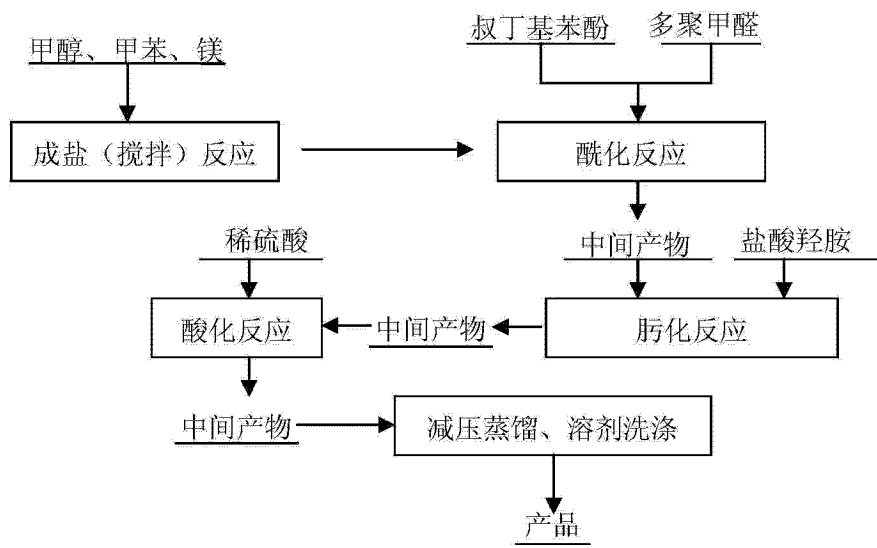 叔丁基苯酚
多聚甲醛
甲醇、甲苯、镁
成盐（搅拌）反应
酰化反应
稀硫酸
中间产物
盐酸羟胺
酸化反应
中间产物
肟化反应
中间产物
减压蒸馏、溶剂洗涤
产品